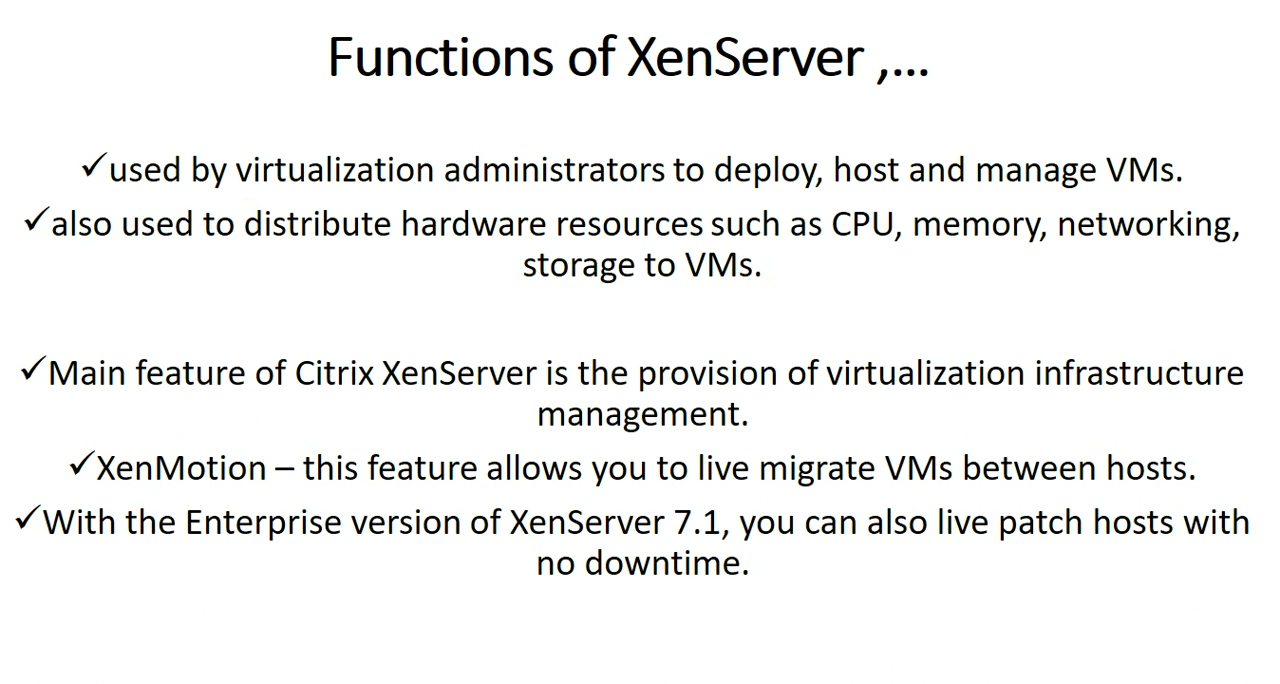 Functions of XenServer ,...
✓used by virtualization administrators to deploy, host and manage VMs.
✓also used to distribute hardware resources such as CPU, memory, networking,
storage to VMs.
✓Main feature of Citrix XenServer is the provision of virtualization infrastructure
management.
✓XenMotion – this feature allows you to live migrate VMs between hosts.
✓With the Enterprise version of XenServer 7.1, you can also live patch hosts with
no downtime.